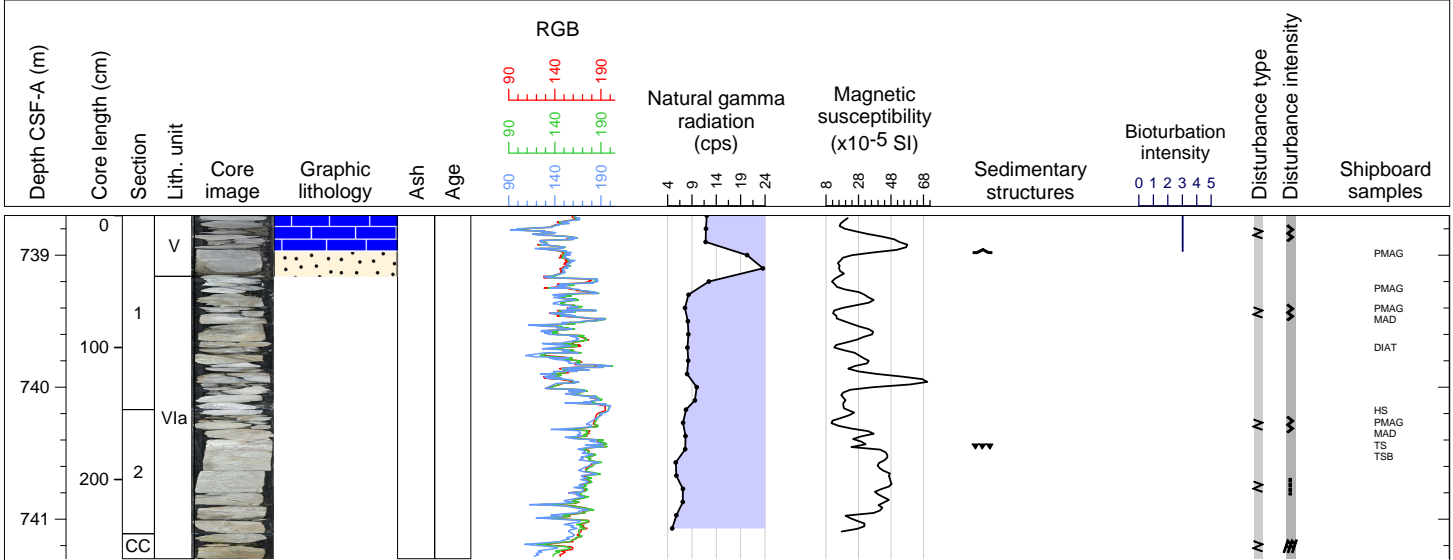 Depth CSF-A (m)
Core length (cm)
Section
Lith. unit
Core
image
Graphic
lithology
Ash
Age
RGB
90 140 190
90 140 190
90 140 190
Natural gamma
radiation
(cps)
4 9 14 19 24
Magnetic
susceptibility
(x10-5 SI)
8 28 48 68
Sedimentary
structures
Bioturbation
intensity
0 1 2 3 4 5
Disturbance type
Disturbance intensity
Shipboard
samples
739
740
741
0
100
200
1
2
CC
V
VIa
PMAG
PMAG
PMAG
MAD
DIAT
HS
PMAG
MAD
TS
TSB